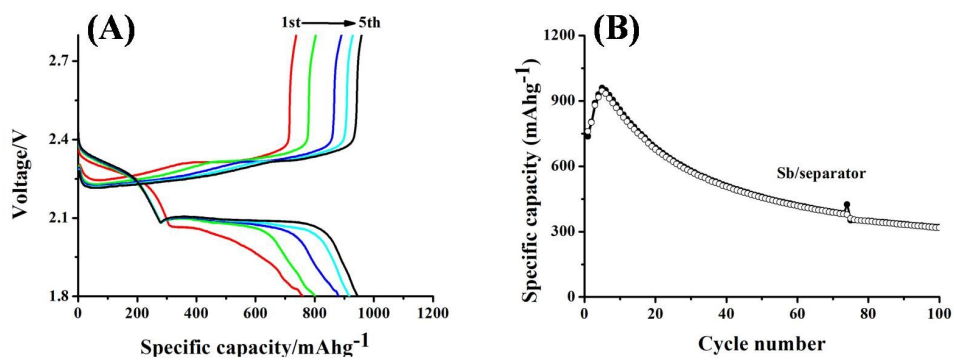 (A)
1st 5th
2.7
2.4
2.1
1.8
Voltage/V
0 200 400 600 800 1000 1200
Specific capacity/mAhg-1
(B)
1200
900
600
300
0
Specific capacity (mAhg-1)
Sb/separator
0 20 40 60 80 100
Cycle number